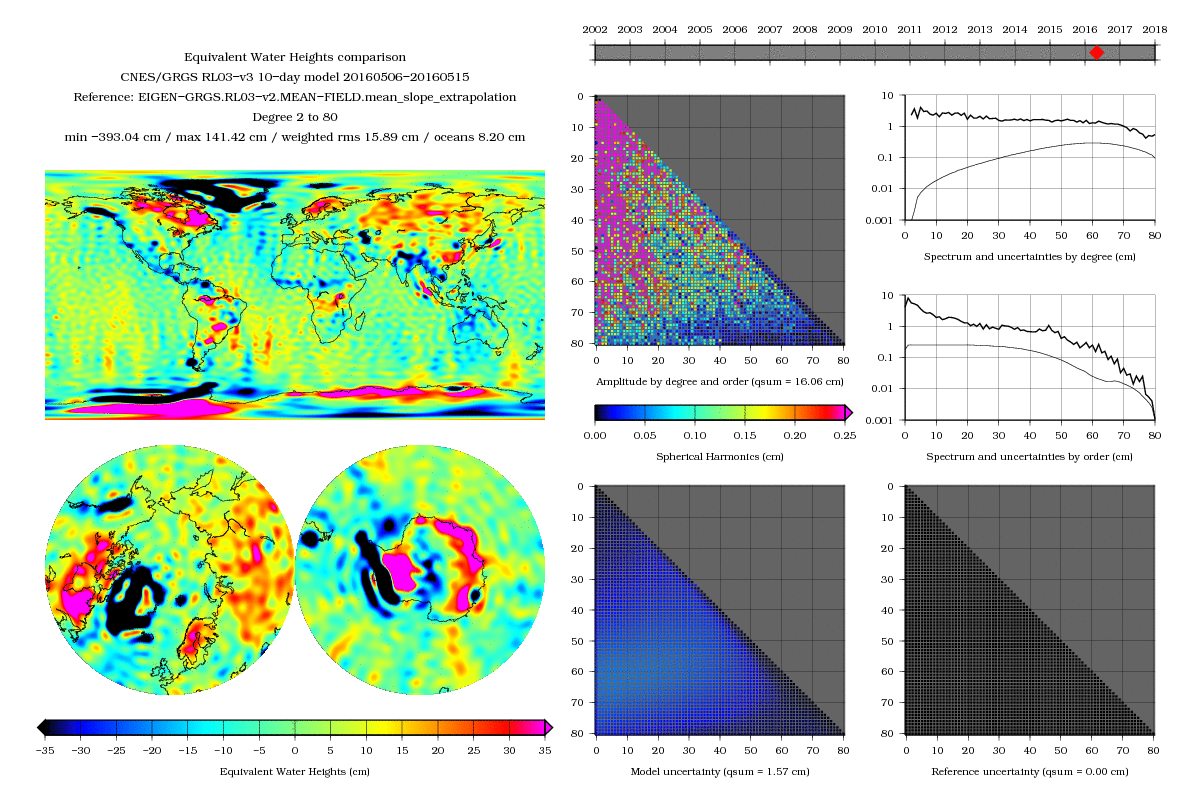 Equivalent Water Heights comparison
CNES/GRGS RL03−v3 10−day model 20160506−20160515
Reference: EIGEN−GRGS.RL03−v2.MEAN−FIELD.mean_slope_extrapolation
Degree 2 to 80
min −393.04 cm / max 141.42 cm / weighted rms 15.89 cm / oceans 8.20 cm
−35 −30 −25 −20 −15 −10 −5 0 5 10 15 20 25 30 35
Equivalent Water Heights (cm)
2002 2003 2004 2005 2006 2007 2008 2009 2010 2011 2012 2013 2014 2015 2016 2017 2018
0
10
20
30
40
50
60
70
80
0 10 20 30 40 50 60 70 80
Amplitude by degree and order (qsum = 16.06 cm)
0.00 0.05 0.10 0.15 0.20 0.25
Spherical Harmonics (cm)
10
1
0.1
0.01
0.001
0 10 20 30 40 50 60 70 80
Spectrum and uncertainties by degree (cm)
10
1
0.1
0.01
0.001
0 10 20 30 40 50 60 70 80
Spectrum and uncertainties by order (cm)
0
10
20
30
40
50
60
70
80
0 10 20 30 40 50 60 70 80
Model uncertainty (qsum = 1.57 cm)
0
10
20
30
40
50
60
70
80
0 10 20 30 40 50 60 70 80
Reference uncertainty (qsum = 0.00 cm)